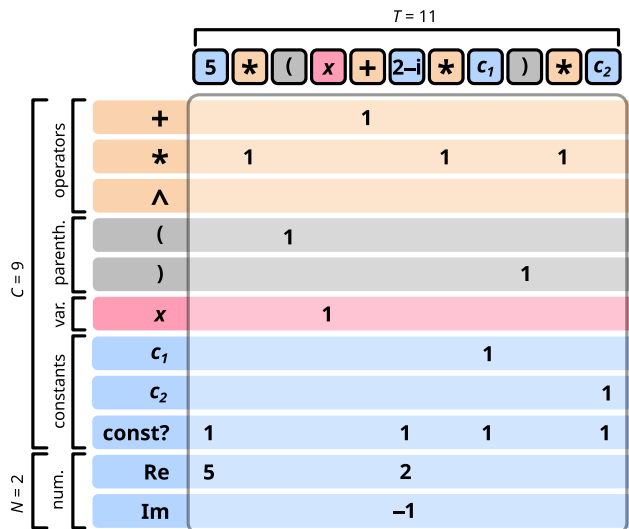 T = 11
5 * ( x + 2–i * c₁ ) * c₂
C = 9
operators
+ 1
* 1 1 1
^
parenth.
( 1
) 1
var.
x 1
constants
c₁ 1
c₂ 1
const? 1 1 1 1
N = 2
num.
Re 5 2
Im –1